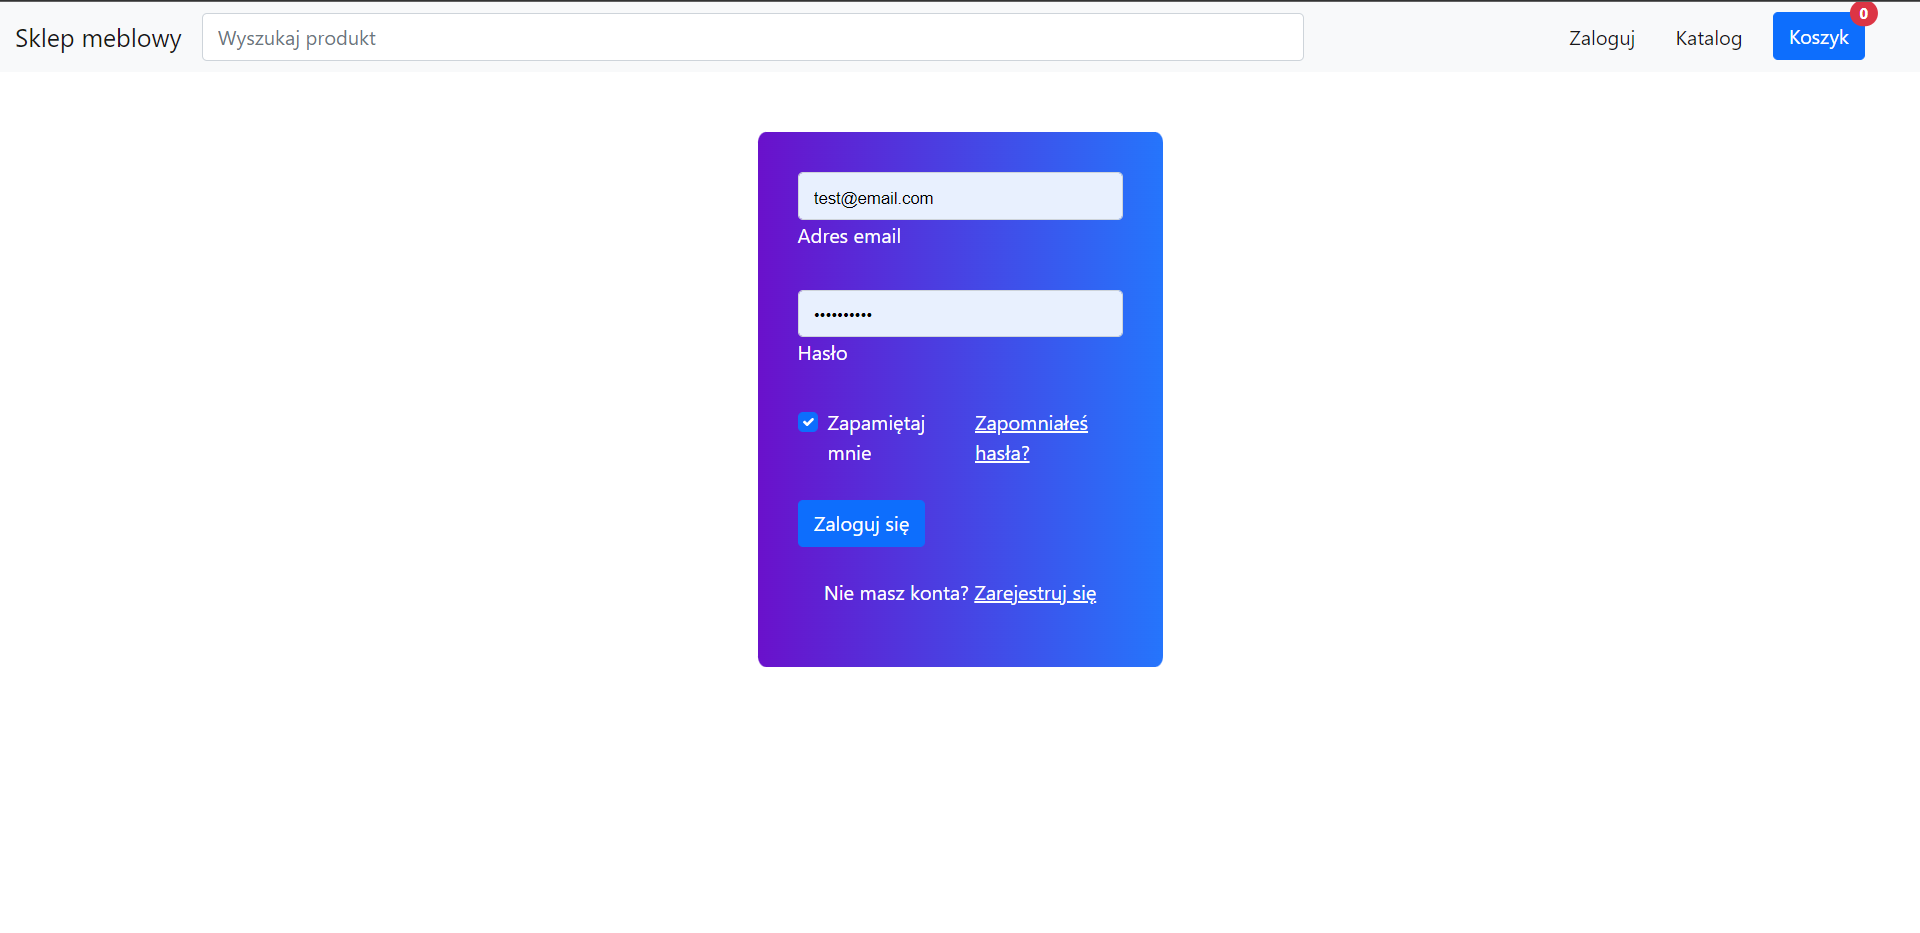 Sklep meblowy
Wyszukaj produkt
Zaloguj
Katalog
Koszyk
0
test@email.com
Adres email
••••••••••
Hasło
Zapamiętaj
mnie
Zapomniałeś
hasła?
Zaloguj się
Nie masz konta? Zarejestruj się